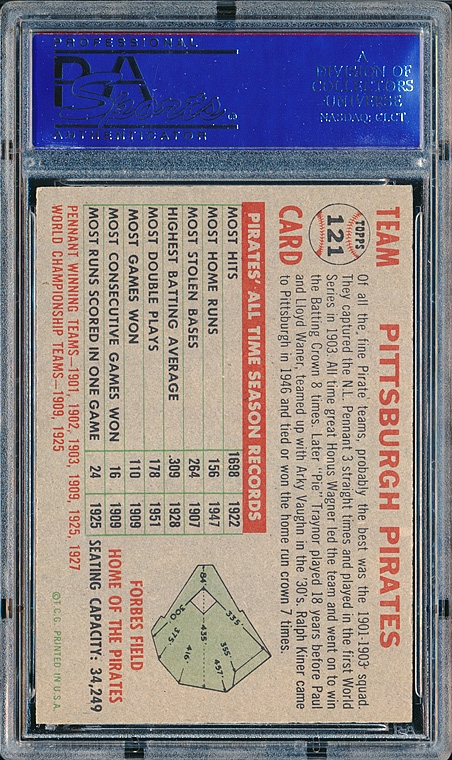 PROFESSIONAL
PSA
Sports
AUTHENTICATOR
A
DIVISION OF
COLLECTORS
UNIVERSE
NASDAQ: CLCT
TEAM
CARD
TOPPS
121
PITTSBURGH PIRATES
Of all the, fine Pirate teams, probably the best was the 1901-1903 squad.
They captured the N.L. Pennant 3 straight times and played in the first World
Series in 1903. All time great Honus Wagner led the team and went on to win
the Batting Crown 8 times. Later "Pie" Traynor played 18 years before Paul
and Lloyd Waner, teamed up with Arky Vaughn in the '30's. Ralph Kiner came
to Pittsburgh in 1946 and tied or won the home run crown 7 times.
PIRATES' ALL TIME SEASON RECORDS
MOST HITS 1698 1922
MOST HOME RUNS 156 1947
MOST STOLEN BASES 264 1907
HIGHEST BATTING AVERAGE .309 1928
MOST DOUBLE PLAYS 178 1951
MOST GAMES WON 110 1909
MOST CONSECUTIVE GAMES WON 16 1909
MOST RUNS SCORED IN ONE GAME 24 1925
PENNANT WINNING TEAMS—1901, 1902, 1903, 1909, 1925, 1927
WORLD CHAMPIONSHIP TEAMS—1909, 1925
84'
335'
355'
457'
435'
416'
375'
300'
FORBES FIELD
HOME OF THE PIRATES
SEATING CAPACITY: 34,249
©T.C.G. PRINTED IN U.S.A.